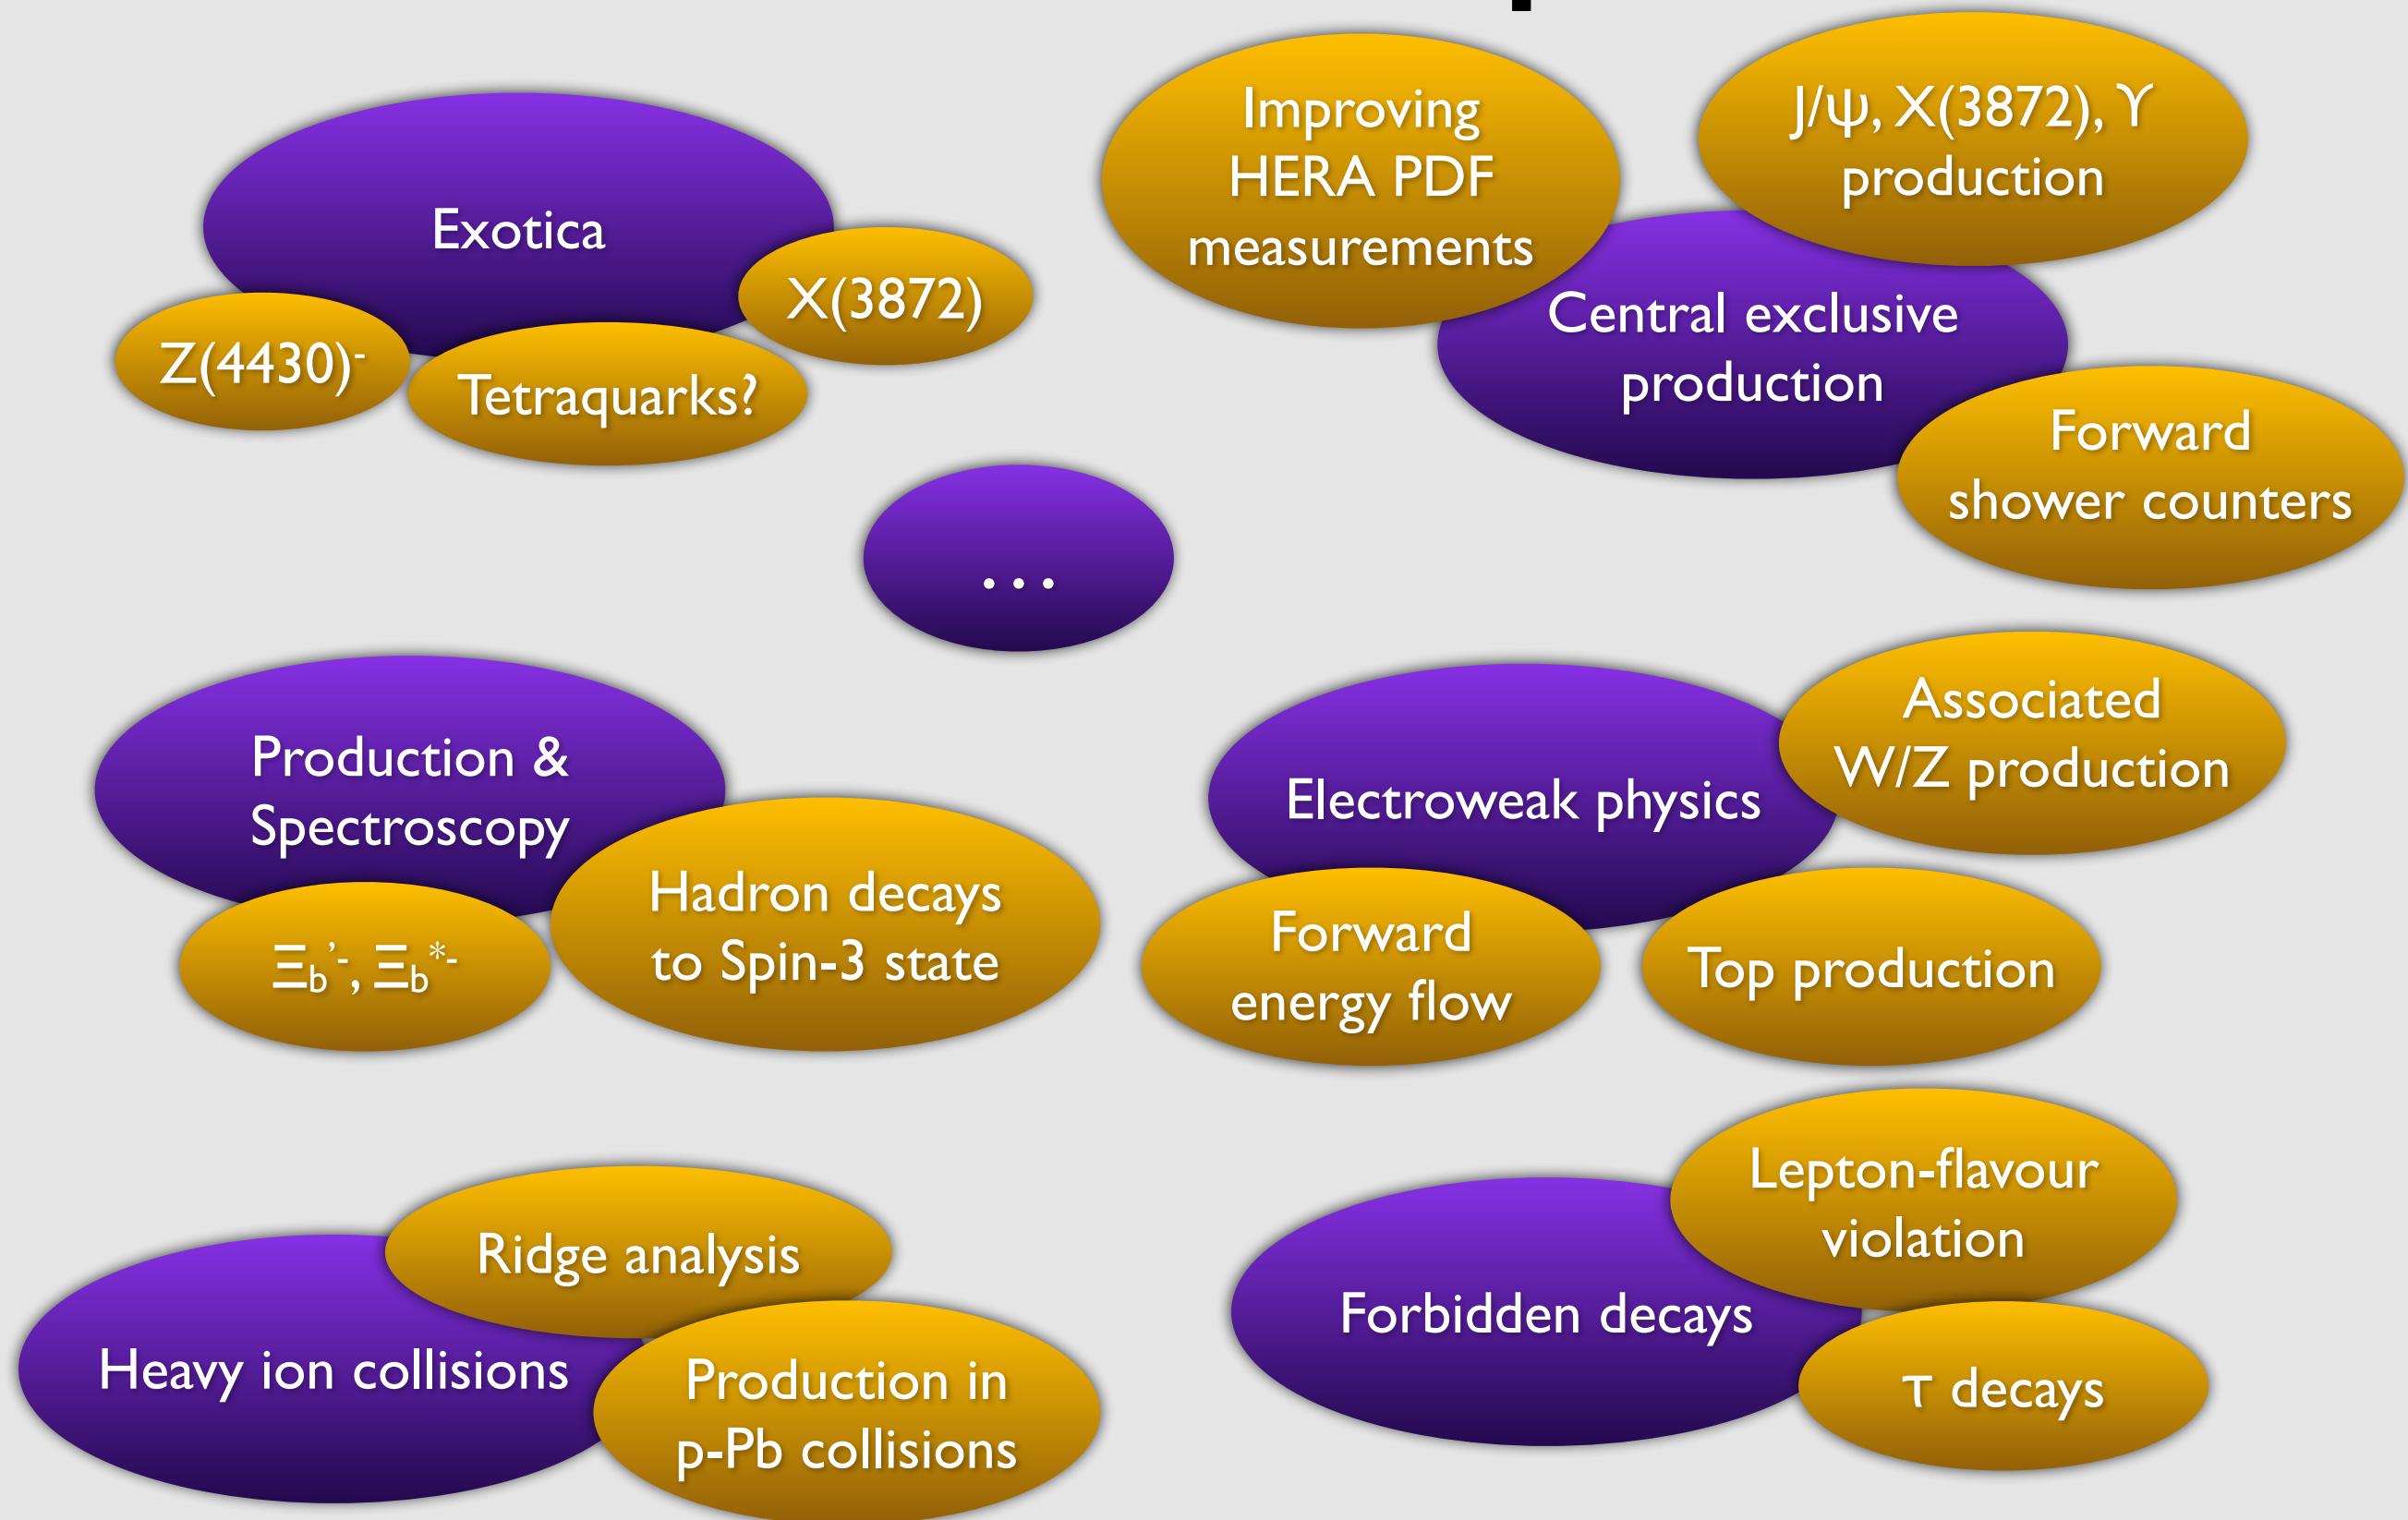 Exotica
X(3872)
Z(4430)⁻
Tetraquarks?
Improving
HERA PDF
measurements
J/ψ, X(3872), ϒ
production
Central exclusive
production
Forward
shower counters
...
Production &
Spectroscopy
Hadron decays
to Spin-3 state
Ξb'⁻, Ξb*⁻
Electroweak physics
Associated
W/Z production
Forward
energy flow
Top production
Ridge analysis
Heavy ion collisions
Production in
p-Pb collisions
Lepton-flavour
violation
Forbidden decays
τ decays